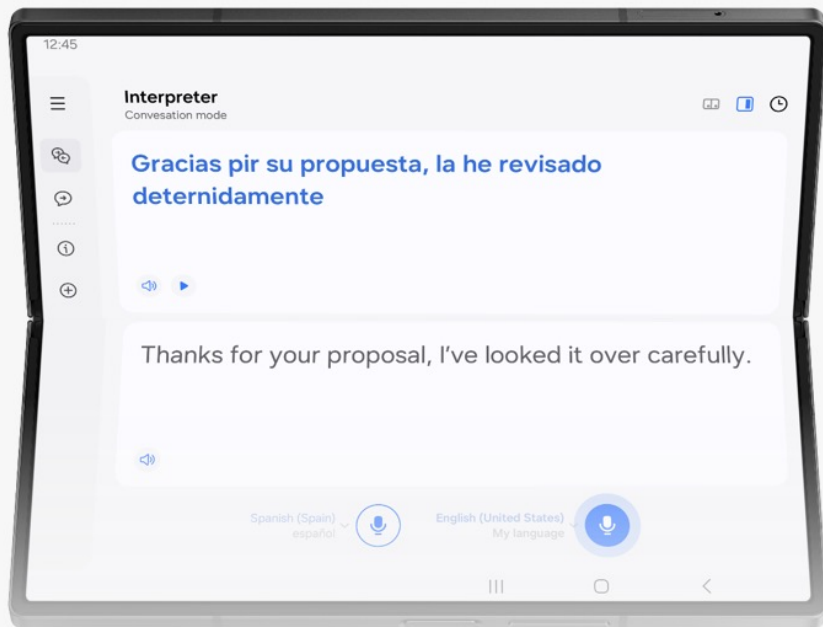 12:45
Interpreter
Convesation mode
Gracias pir su propuesta, la he revisado
deternidamente
Thanks for your proposal, I've looked it over carefully.
Spanish (Spain)
español
English (United States)
My language